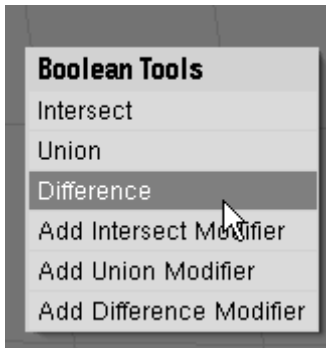 Boolean Tools
Intersect
Union
Difference
Add Intersect Modifier
Add Union Modifier
Add Difference Modifier